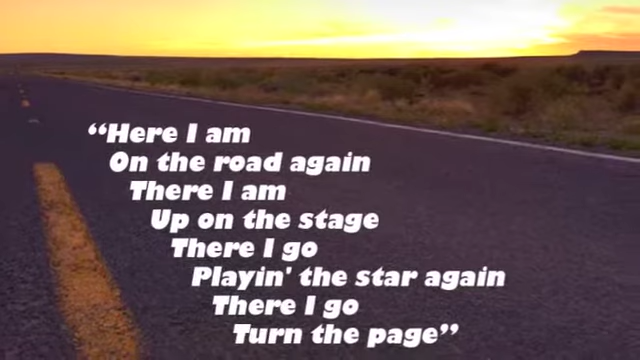 “Here I am
On the road again
There I am
Up on the stage
There I go
Playin' the star again
There I go
Turn the page”